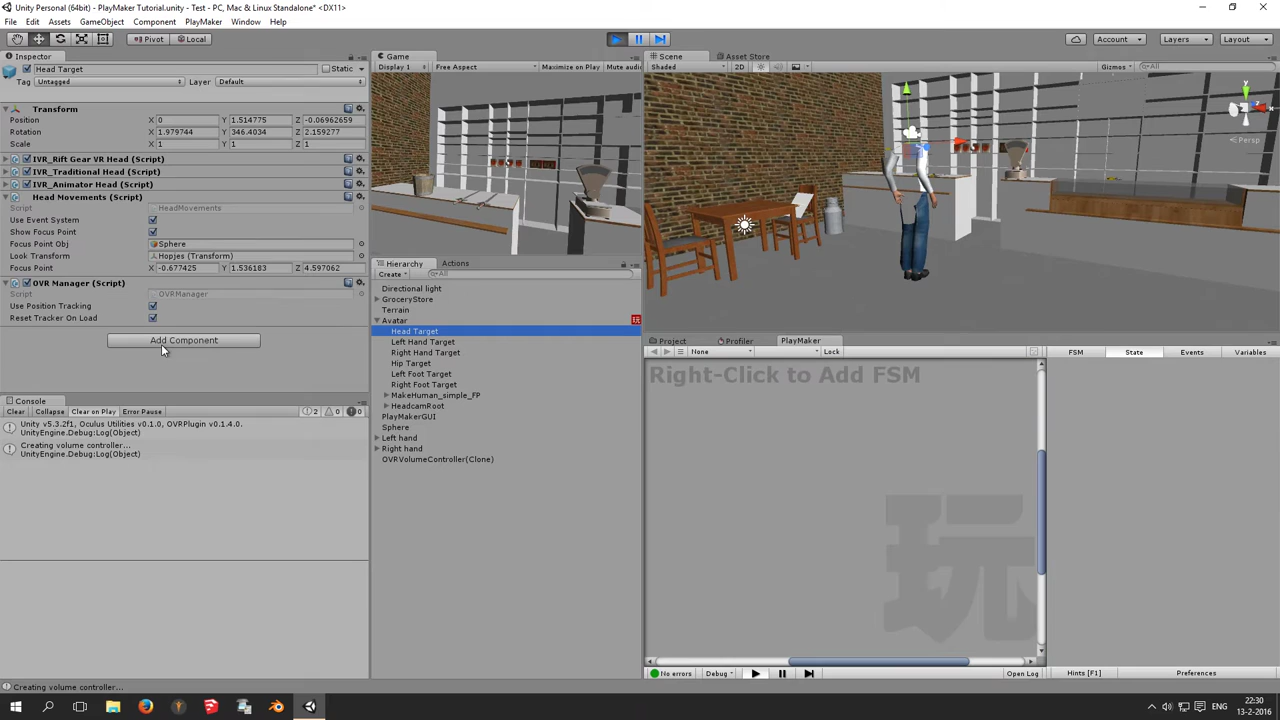 Unity Personal (64bit) - PlayMaker Tutorial.unity - Test - PC, Mac & Linux Standalone* <DX11>
File Edit Assets GameObject Component PlayMaker Window Help
Pivot Local Account Layers Layout
Inspector
Head Target Static
Tag Untagged Layer Default
Transform
Position X 0 Y 1.514775 Z -0.06962659
Rotation X 1.979744 Y 346.4034 Z 2.159277
Scale X 1 Y 1 Z 1
IVR_Rift Gear VR Head (Script)
IVR_Traditional Head (Script)
IVR_Animator Head (Script)
Head Movements (Script)
Script HeadMovements
Use Event System
Show Focus Point
Focus Point Obj Sphere
Look Transform Hopjes (Transform)
Focus Point X -0.677425 Y 1.536183 Z 4.597062
OVR Manager (Script)
Script OVRManager
Use Position Tracking
Reset Tracker On Load
Add Component
Console
Clear Collapse Clear on Play Error Pause 2 0 0
Unity v5.3.2f1, Oculus Utilities v0.1.0, OVRPlugin v0.1.4.0.
UnityEngine.Debug:Log(Object)
Creating volume controller...
UnityEngine.Debug:Log(Object)
Game
Display 1 Free Aspect Maximize on Play Mute audio
Hierarchy Actions
Create All
Directional light
GroceryStore
Terrain
Avatar 玩
Head Target
Left Hand Target
Right Hand Target
Hip Target
Left Foot Target
Right Foot Target
MakeHuman_simple_FP
HeadcamRoot
PlayMakerGUI
Sphere
Left hand
Right hand
OVRVolumeController(Clone)
Scene Asset Store
Shaded 2D Gizmos All
y
x
z
Persp
Project Profiler PlayMaker
None Lock FSM State Events Variables
Right-Click to Add FSM
玩
No errors Debug Open Log Hints [F1] Preferences
Creating volume controller...
ENG
22:30
13-2-2016